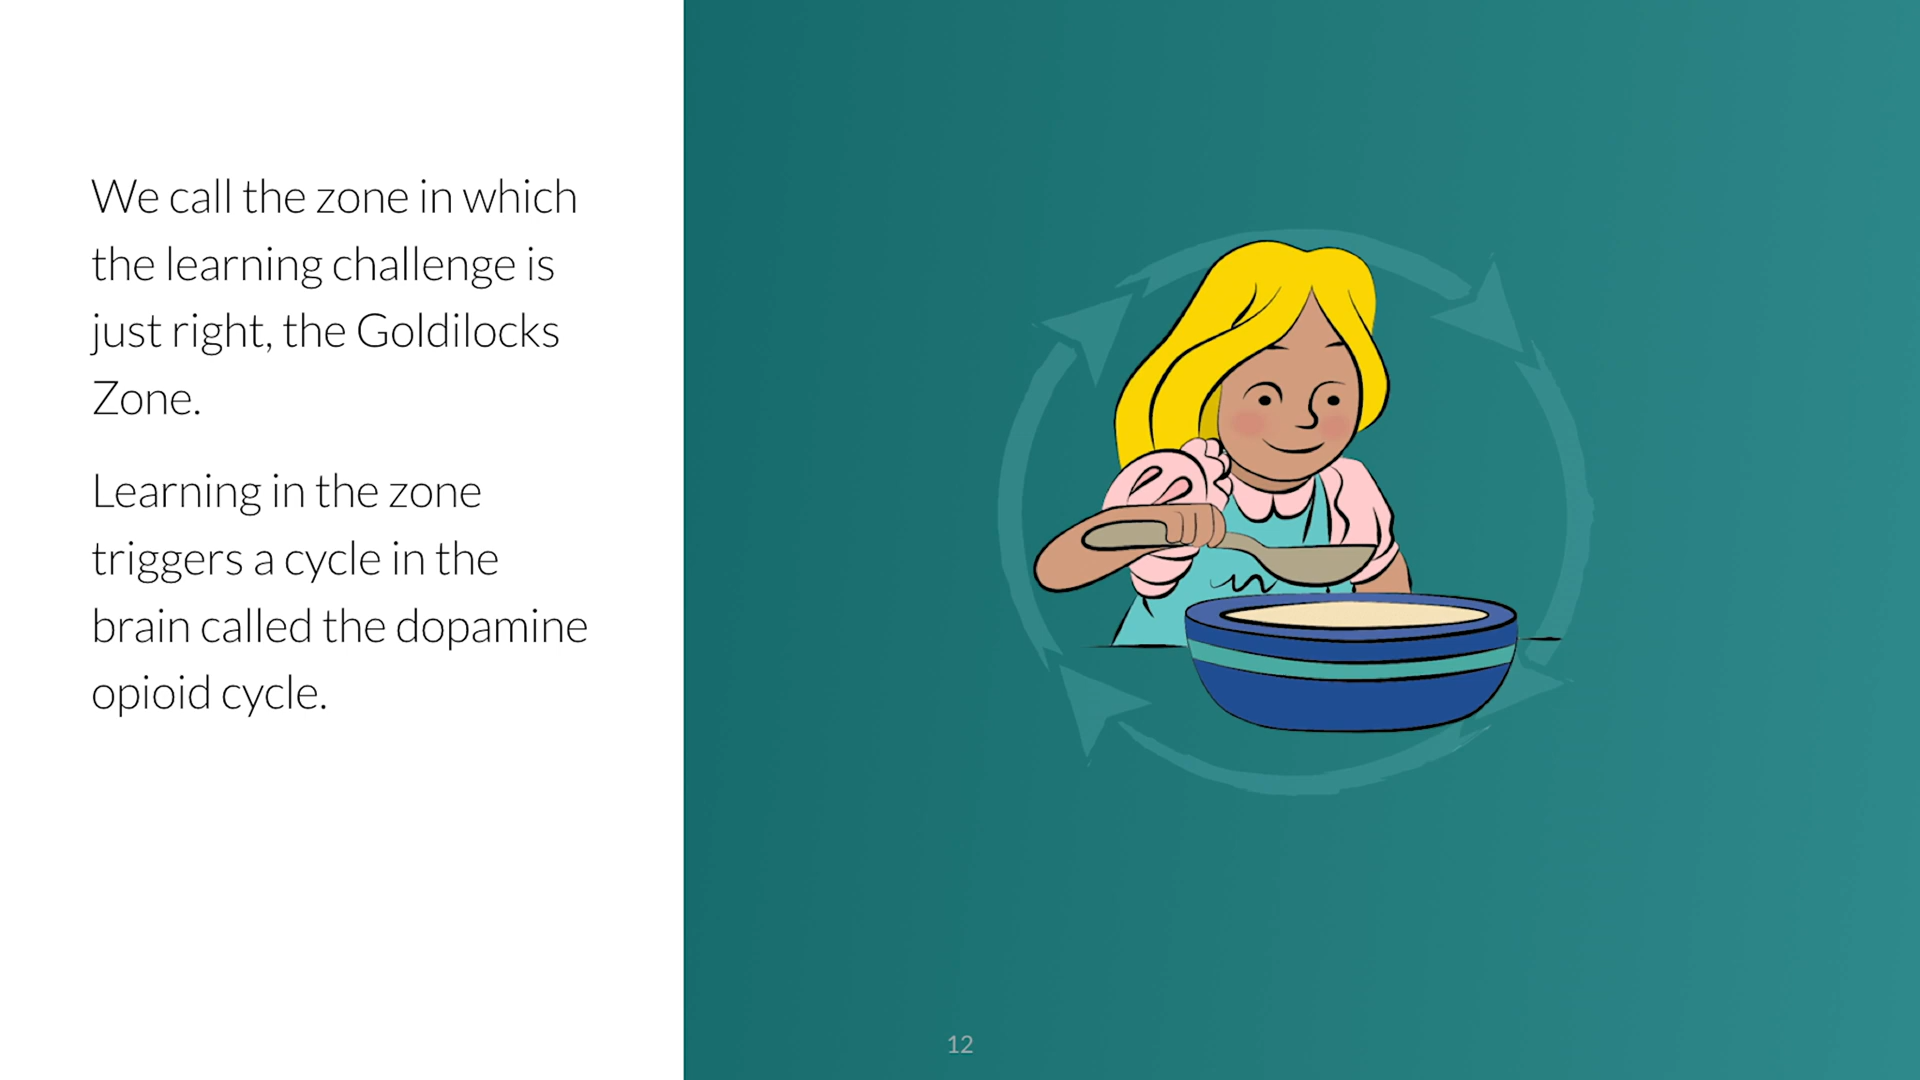 We call the zone in which
the learning challenge is
just right, the Goldilocks
Zone.
Learning in the zone
triggers a cycle in the
brain called the dopamine
opioid cycle.
12